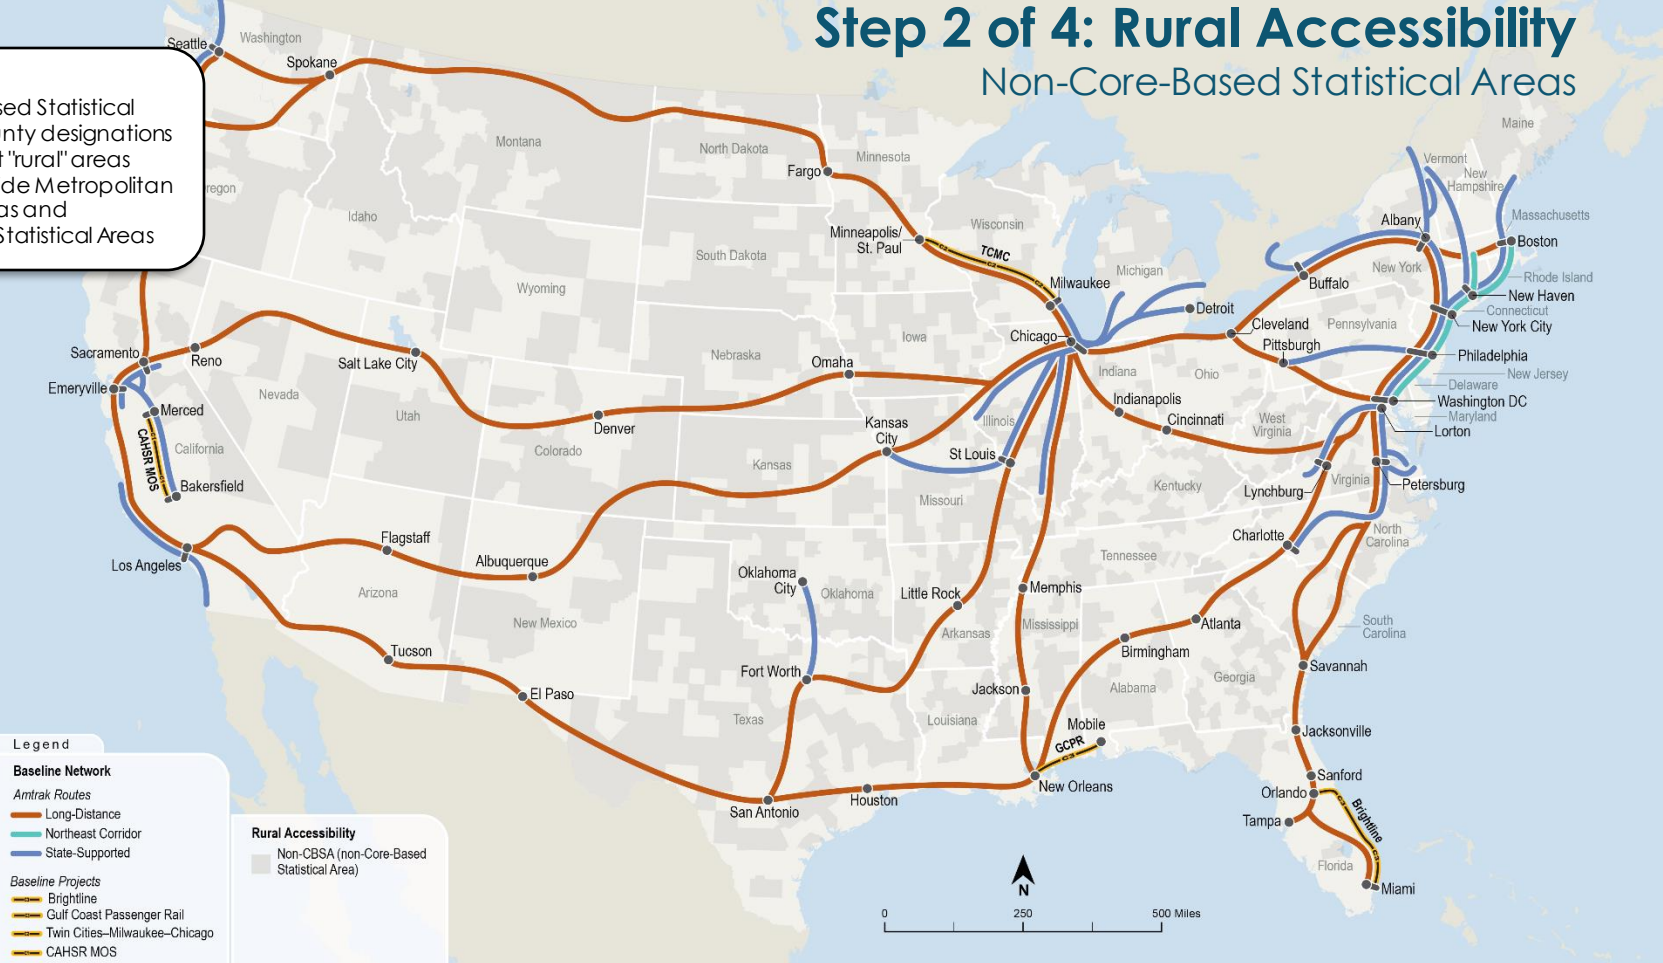 Step 2 of 4: Rural Accessibility
Non-Core-Based Statistical Areas
sed Statistical
unty designations
t "rural" areas
de Metropolitan
as and
Statistical Areas
Seattle
Washington
Spokane
Montana
North Dakota
Minnesota
Fargo
Maine
Vermont
New
Hampshire
Massachusetts
Albany
Boston
regon
Idaho
Wisconsin
Minneapolis/
St. Paul
TCMC
South Dakota
Michigan
Milwaukee
New York
Buffalo
Rhode Island
New Haven
Connecticut
New York City
Wyoming
Detroit
Cleveland
Pennsylvania
Pittsburgh
Philadelphia
New Jersey
Delaware
Washington DC
Maryland
Lorton
Sacramento
Reno
Salt Lake City
Emeryville
Merced
Nevada
Utah
Nebraska
Iowa
Omaha
Chicago
Indiana
Ohio
Indianapolis
Cincinnati
West
Virginia
CAHSR MOS
California
Denver
Colorado
Kansas
City
Kansas
Illinois
St Louis
Missouri
Kentucky
Lynchburg
Virginia
Petersburg
Bakersfield
Los Angeles
Flagstaff
Albuquerque
Arizona
New Mexico
Oklahoma
City
Oklahoma
Little Rock
Arkansas
Memphis
Tennessee
Charlotte
North
Carolina
South
Carolina
Mississippi
Atlanta
Birmingham
Tucson
El Paso
Fort Worth
Texas
Jackson
Louisiana
Alabama
Georgia
Savannah
Mobile
GCPR
New Orleans
Jacksonville
San Antonio
Houston
Sanford
Orlando
Tampa
Brightline
Florida
Miami
Legend
Baseline Network
Amtrak Routes
Long-Distance
Northeast Corridor
State-Supported
Baseline Projects
Brightline
Gulf Coast Passenger Rail
Twin Cities–Milwaukee–Chicago
CAHSR MOS
Rural Accessibility
Non-CBSA (non-Core-Based
Statistical Area)
N
0 250 500 Miles